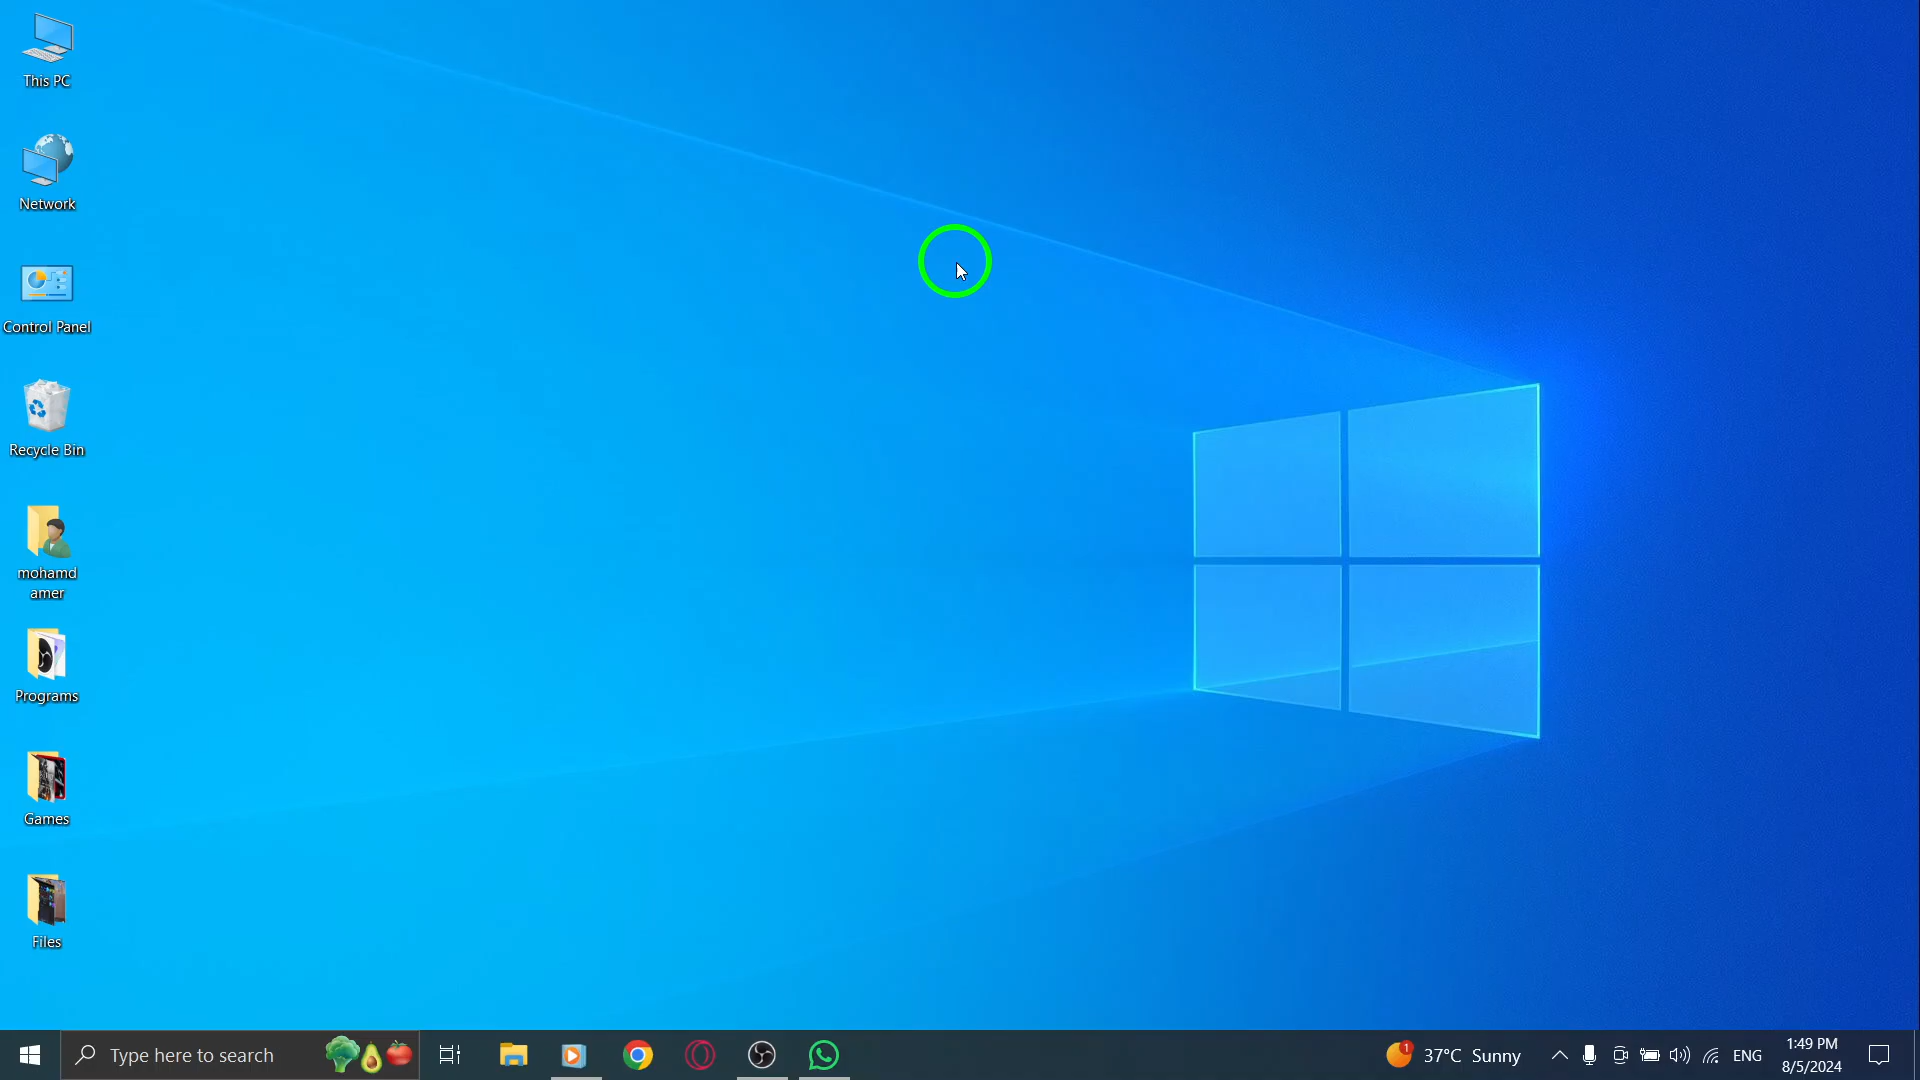 This PC
Network
Control Panel
Recycle Bin
mohamd
amer
Programs
Games
Files
Type here to search
1
37°C Sunny
ENG
1:49 PM
8/5/2024